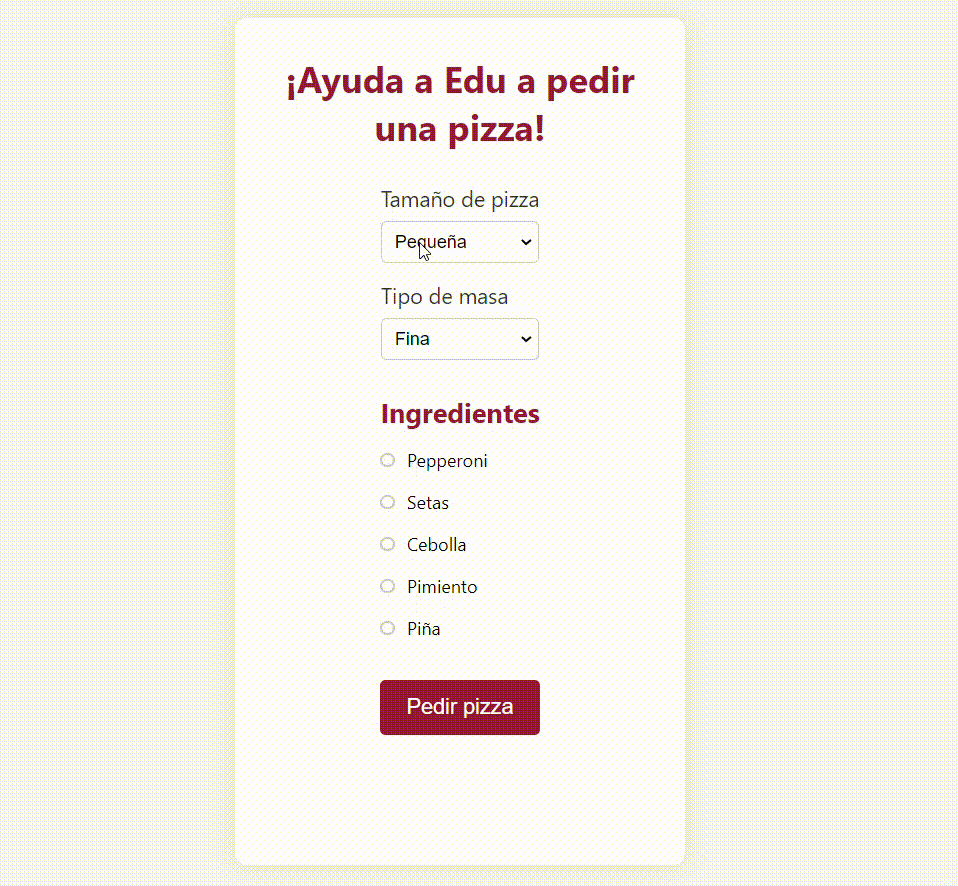 ¡Ayuda a Edu a pedir
una pizza!
Tamaño de pizza
Pequeña
Tipo de masa
Fina
Ingredientes
Pepperoni
Setas
Cebolla
Pimiento
Piña
Pedir pizza